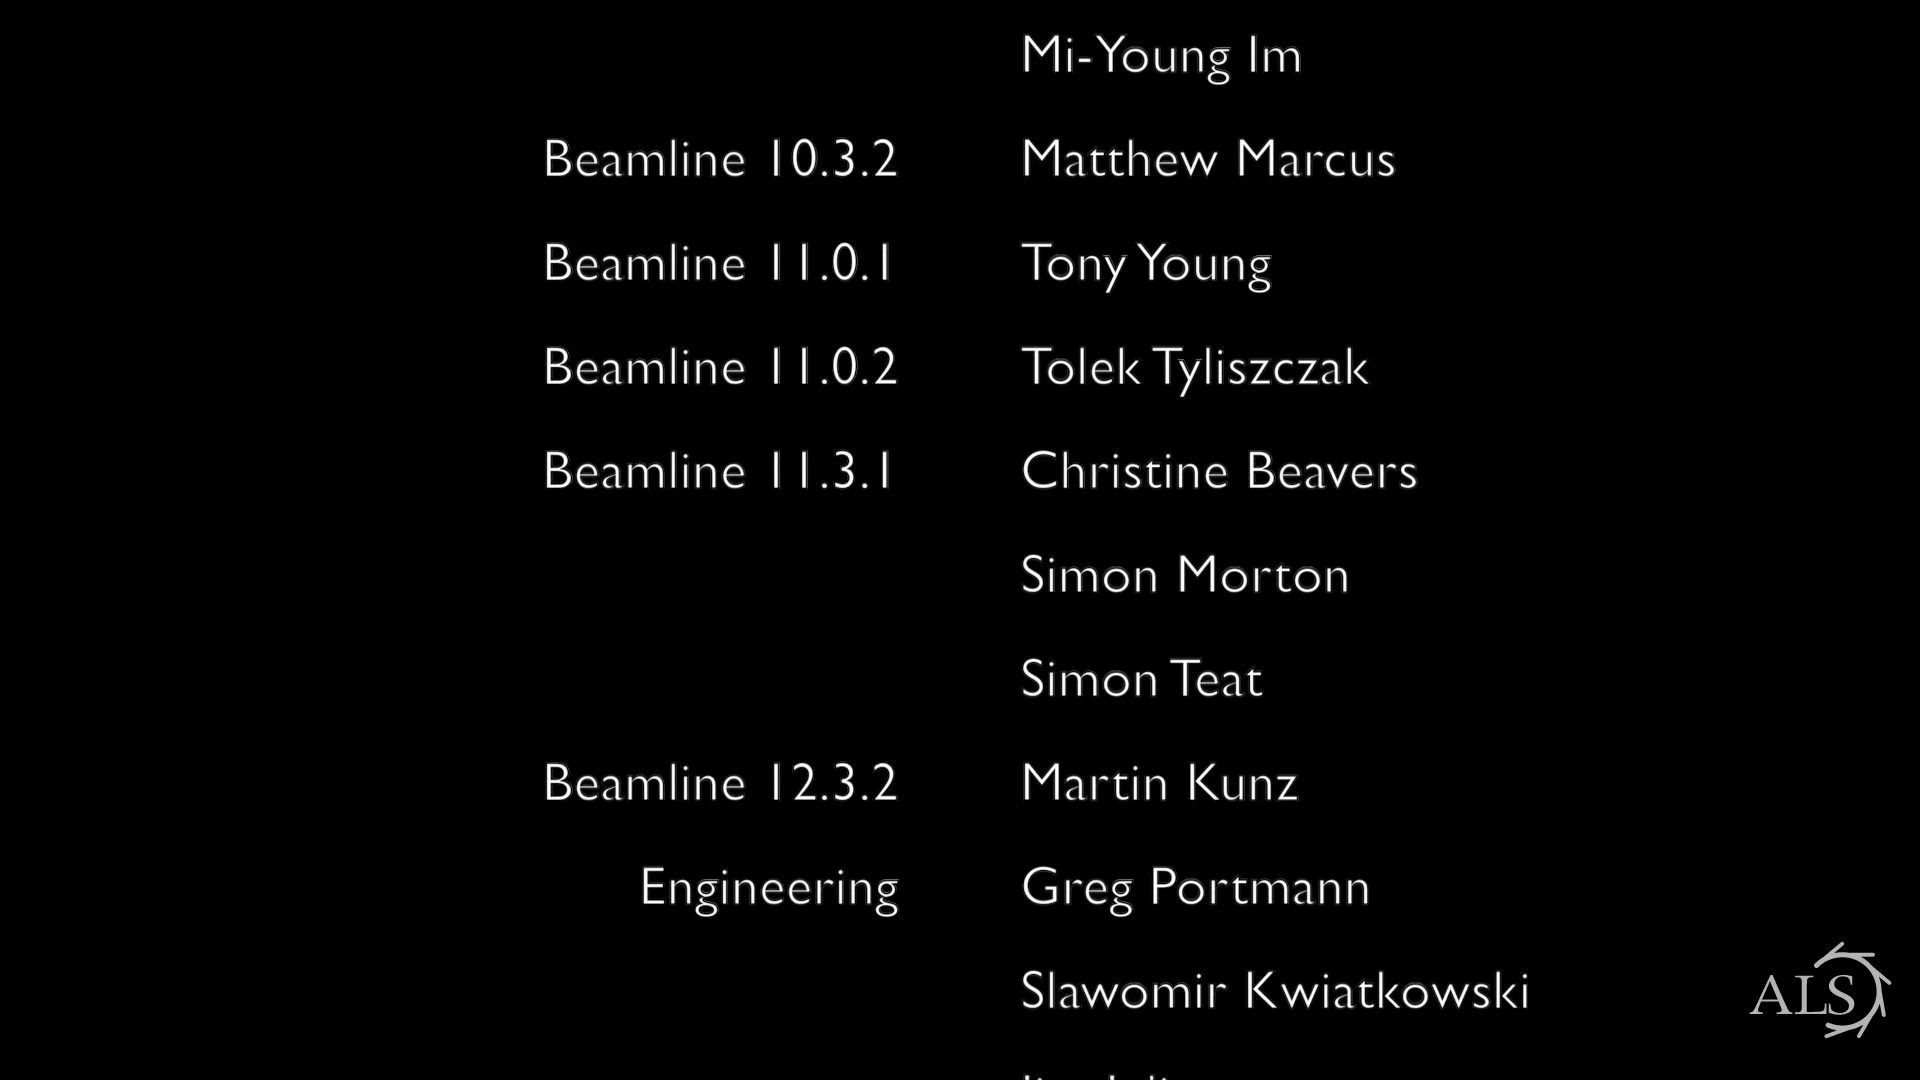 Mi-Young Im
Beamline 10.3.2 Matthew Marcus
Beamline 11.0.1 Tony Young
Beamline 11.0.2 Tolek Tyliszczak
Beamline 11.3.1 Christine Beavers
Simon Morton
Simon Teat
Beamline 12.3.2 Martin Kunz
Engineering Greg Portmann
Slawomir Kwiatkowski
ALS